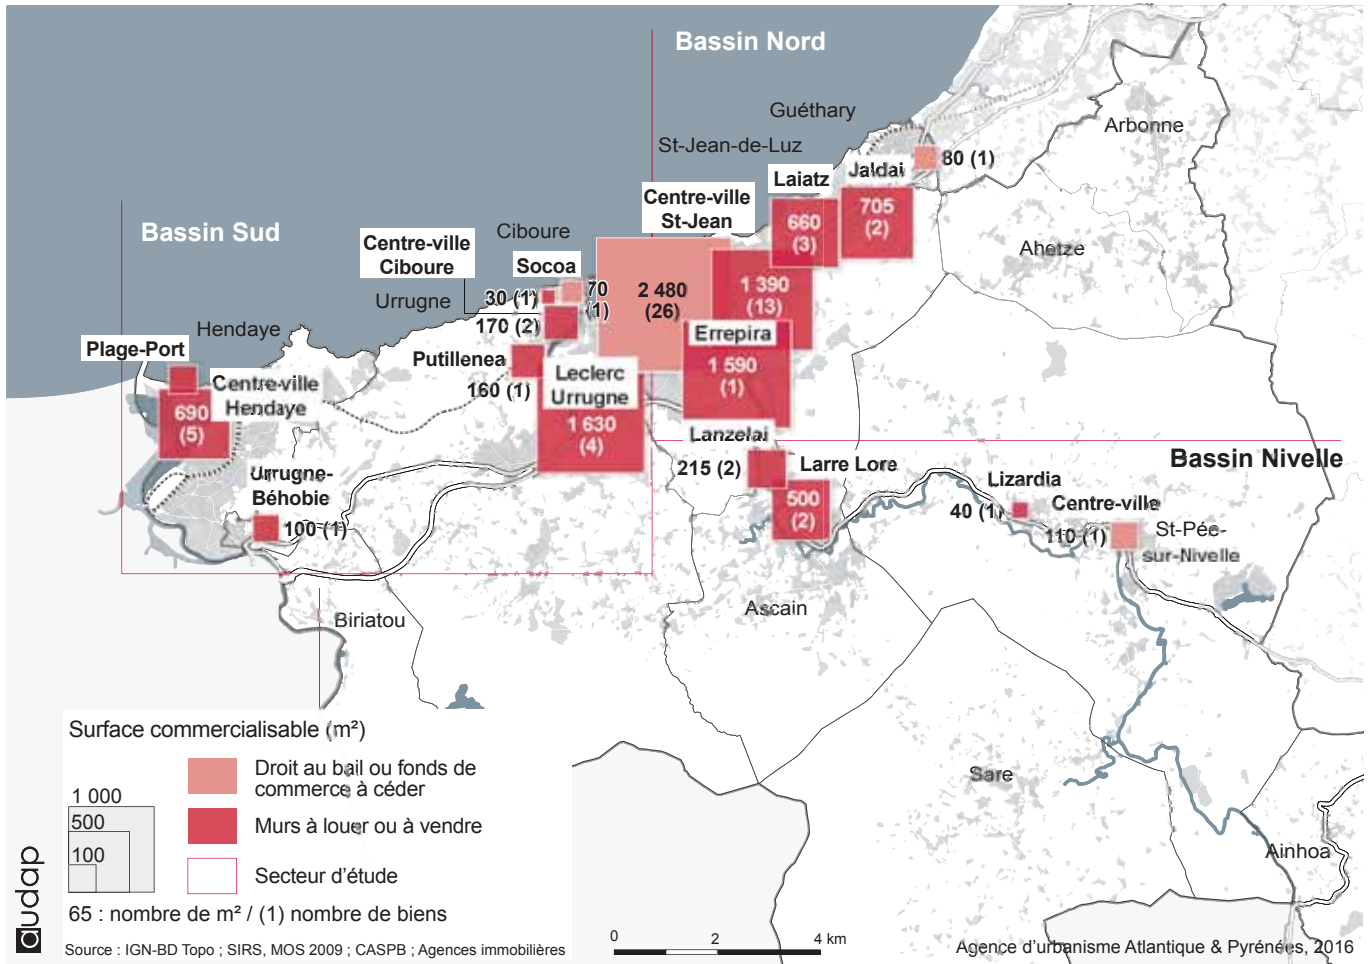 Bassin Nord
Guéthary
Arbonne
St-Jean-de-Luz
80 (1)
Jaldai
Laiatz
Centre-ville
St-Jean
705
(2)
660
(3)
Bassin Sud
Ciboure
Centre-ville
Ciboure
Ahetze
Socoa
1 390
(13)
2 480
(26)
70
(1)
30 (1)
Urrugne
170 (2)
Hendaye
Errepira
Plage-Port
Putillenea
1 590
(1)
160 (1)
Leclerc
Urrugne
Centre-ville
Hendaye
690
(5)
1 630
(4)
Lanzelai
Bassin Nivelle
215 (2)
Larre Lore
Urrugne-
Béhobie
Lizardia
500
(2)
40 (1)
Centre-ville
100 (1)
110 (1)
St-Pée-
sur-Nivelle
Ascain
Biriatou
Sare
Ainhoa
Surface commercialisable (m²)
Droit au bail ou fonds de
commerce à céder
1 000
500
100
Murs à louer ou à vendre
Secteur d'étude
65 : nombre de m² / (1) nombre de biens
audap
Source : IGN-BD Topo ; SIRS, MOS 2009 ; CASPB ; Agences immobilières
0 2 4 km
Agence d'urbanisme Atlantique & Pyrénées, 2016